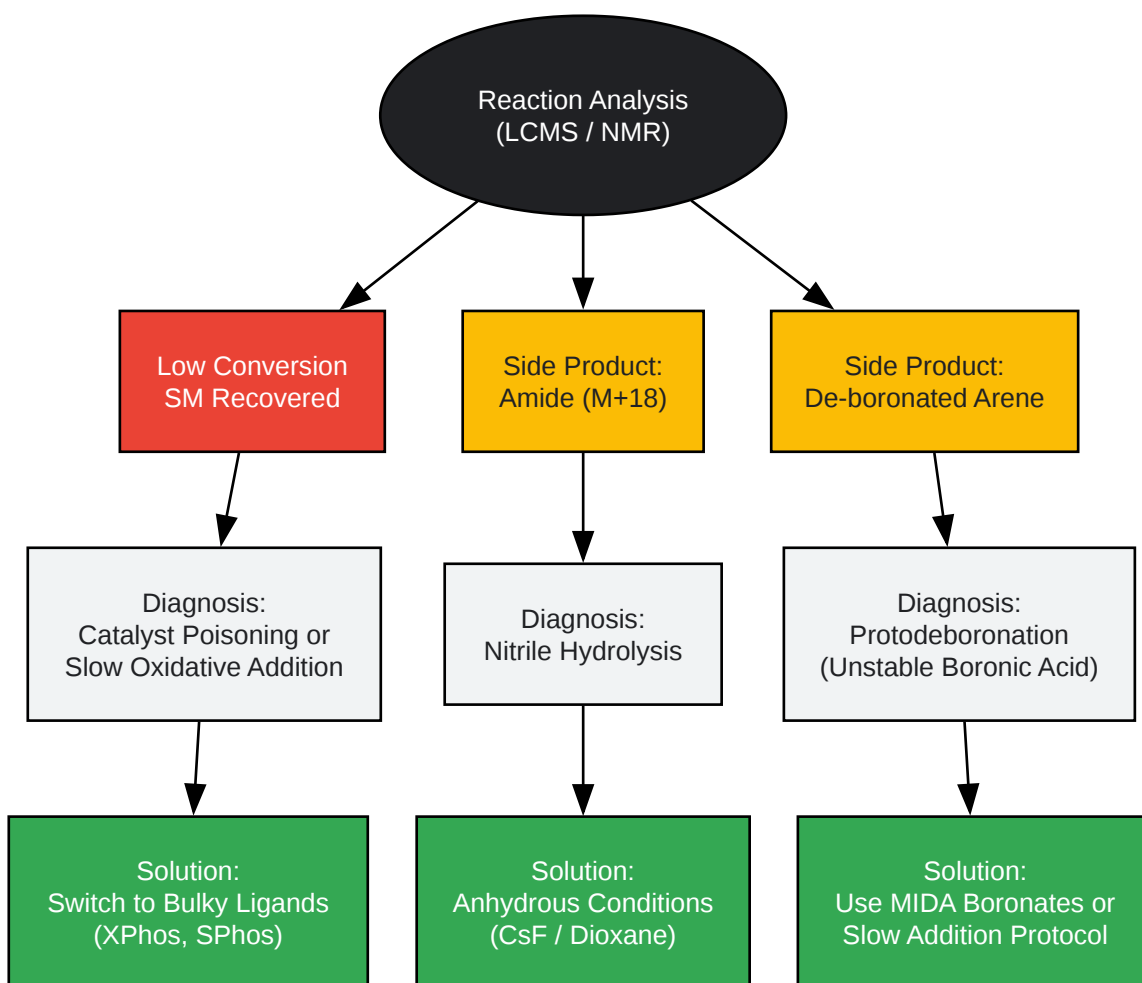 Reaction Analysis
(LCMS / NMR)
Low Conversion
SM Recovered
Side Product:
Amide (M+18)
Side Product:
De-boronated Arene
Diagnosis:
Catalyst Poisoning or
Slow Oxidative Addition
Diagnosis:
Nitrile Hydrolysis
Diagnosis:
Protodeboronation
(Unstable Boronic Acid)
Solution:
Switch to Bulky Ligands
(XPhos, SPhos)
Solution:
Anhydrous Conditions
(CsF / Dioxane)
Solution:
Use MIDA Boronates or
Slow Addition Protocol